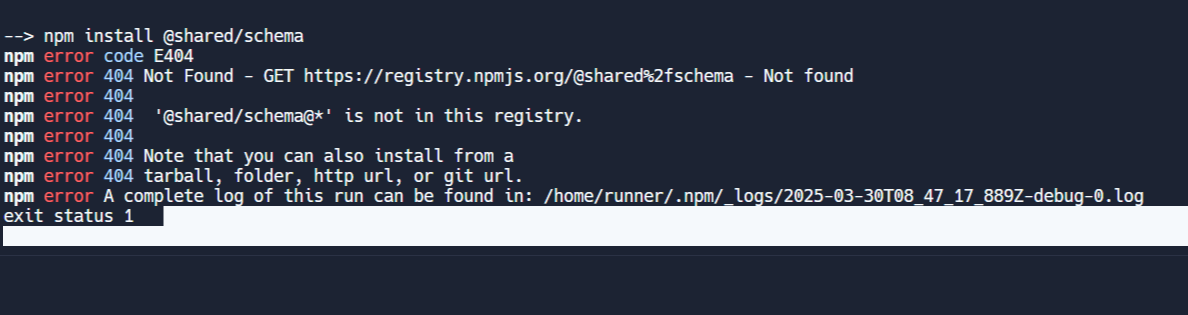 --> npm install @shared/schema
npm error code E404
npm error 404 Not Found - GET https://registry.npmjs.org/@shared%2fschema - Not found
npm error 404
npm error 404  '@shared/schema@*' is not in this registry.
npm error 404
npm error 404 Note that you can also install from a
npm error 404 tarball, folder, http url, or git url.
npm error A complete log of this run can be found in: /home/runner/.npm/_logs/2025-03-30T08_47_17_889Z-debug-0.log
exit status 1